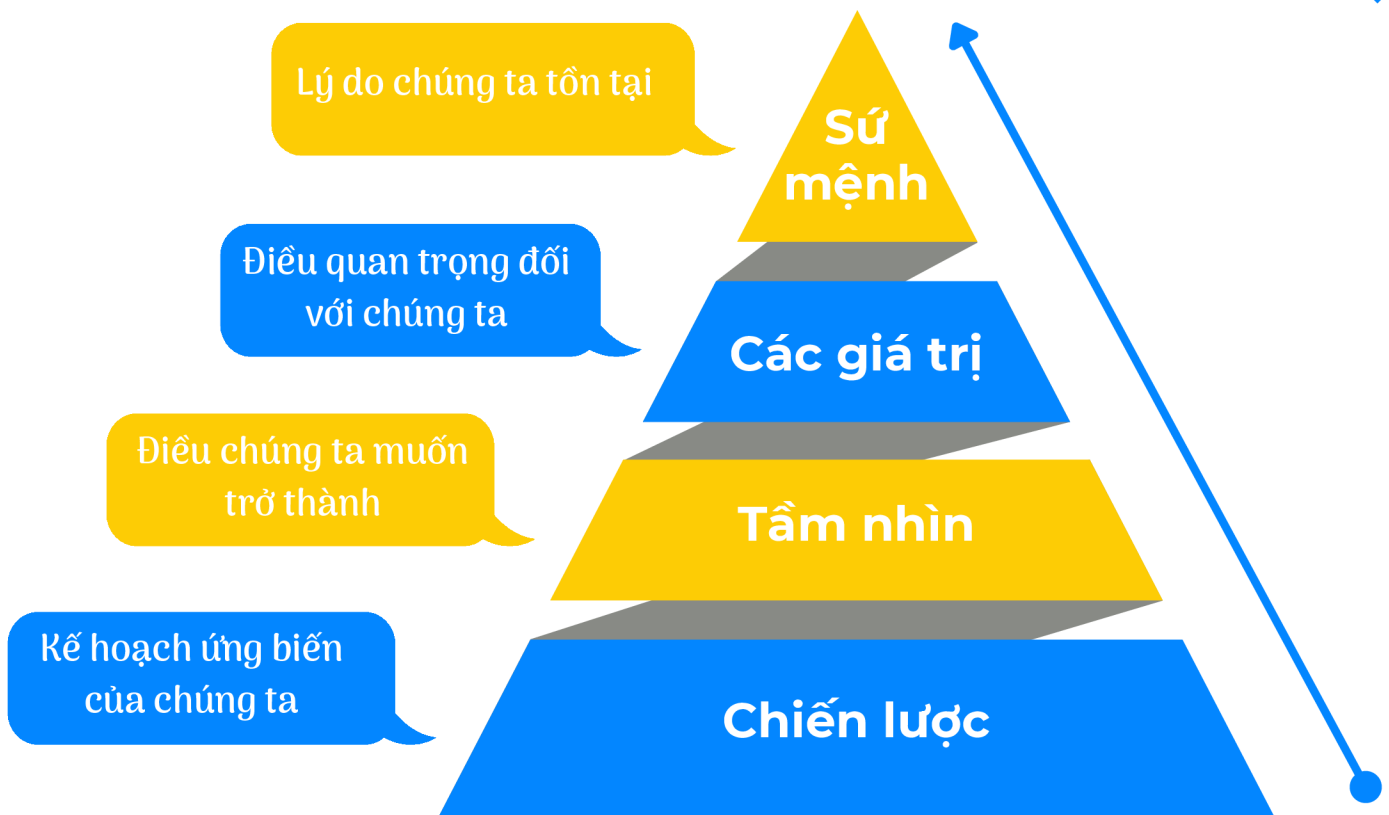 Lý do chúng ta tồn tại
Sứ
mệnh
Điều quan trọng đối
với chúng ta
Các giá trị
Điều chúng ta muốn
trở thành
Tầm nhìn
Kế hoạch ứng biến
của chúng ta
Chiến lược